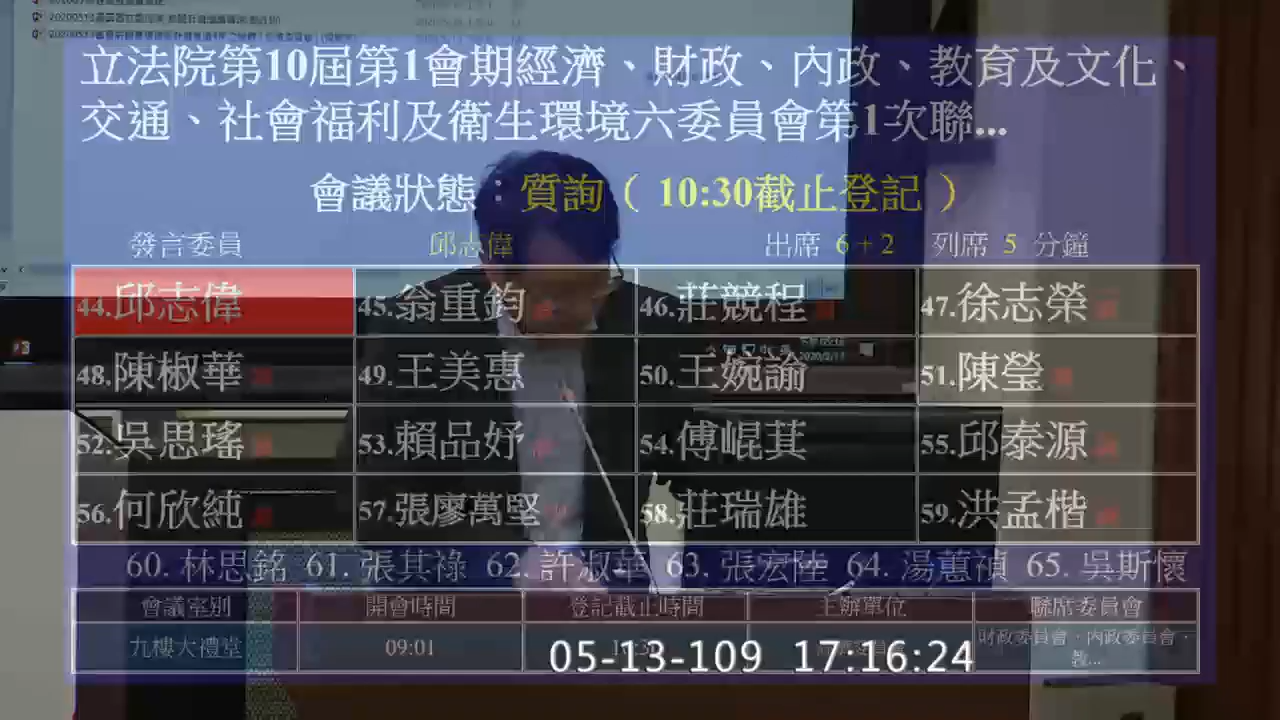 立法院第10屆第1會期經濟、財政、內政、教育及文化、
交通、社會福利及衛生環境六委員會第1次聯...
會議狀態：質詢（10:30截止登記）
發言委員 邱志偉 出席 6+2 列席 5 分鐘
44.邱志偉 45.翁重鈞 46.莊競程 47.徐志榮
48.陳椒華 49.王美惠 50.王婉諭 51.陳瑩
52.吳思瑤 53.賴品妤 54.傅崐萁 55.邱泰源
56.何欣純 57.張廖萬堅 58.莊瑞雄 59.洪孟楷
60. 林思銘 61. 張其祿 62. 許淑華 63. 張宏陸 64. 湯蕙禎 65. 吳斯懷
會議室別 開會時間 登記截止時間 主辦單位 聯席委員會
九樓大禮堂 09:01 財政委員會、內政委員會、
教...
05-13-109 17:16:24